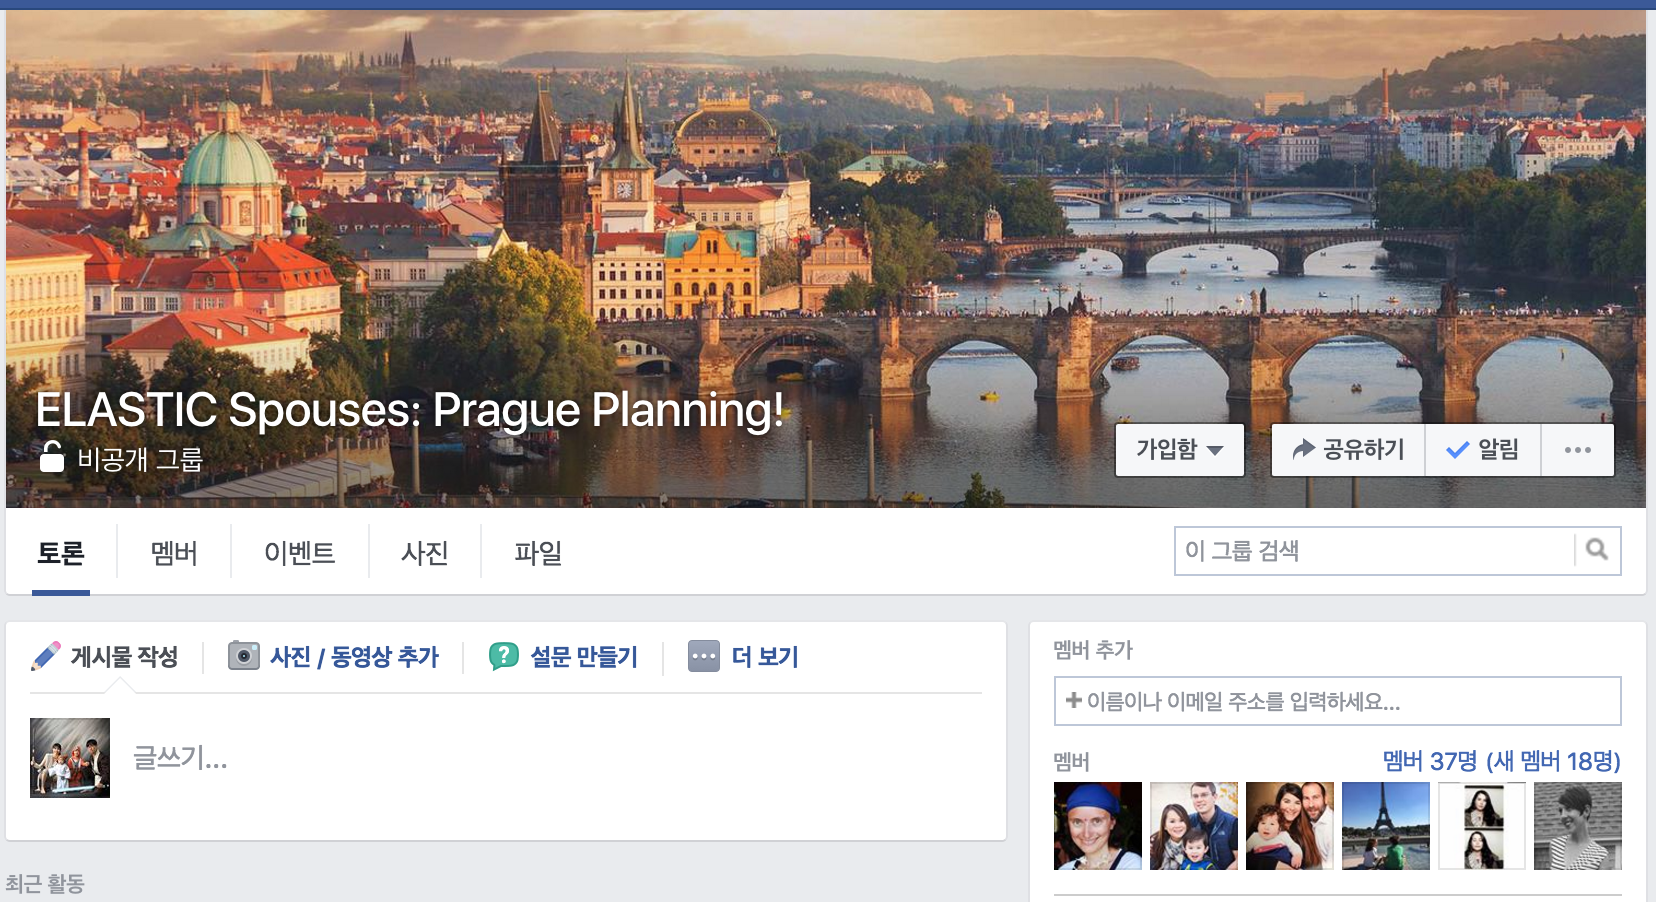 ELASTIC Spouses: Prague Planning!
비공개 그룹
가입함
공유하기
알림
토론
멤버
이벤트
사진
파일
이 그룹 검색
게시물 작성
사진 / 동영상 추가
설문 만들기
더 보기
글쓰기...
최근 활동
멤버 추가
+ 이름이나 이메일 주소를 입력하세요...
멤버
멤버 37명 (새 멤버 18명)